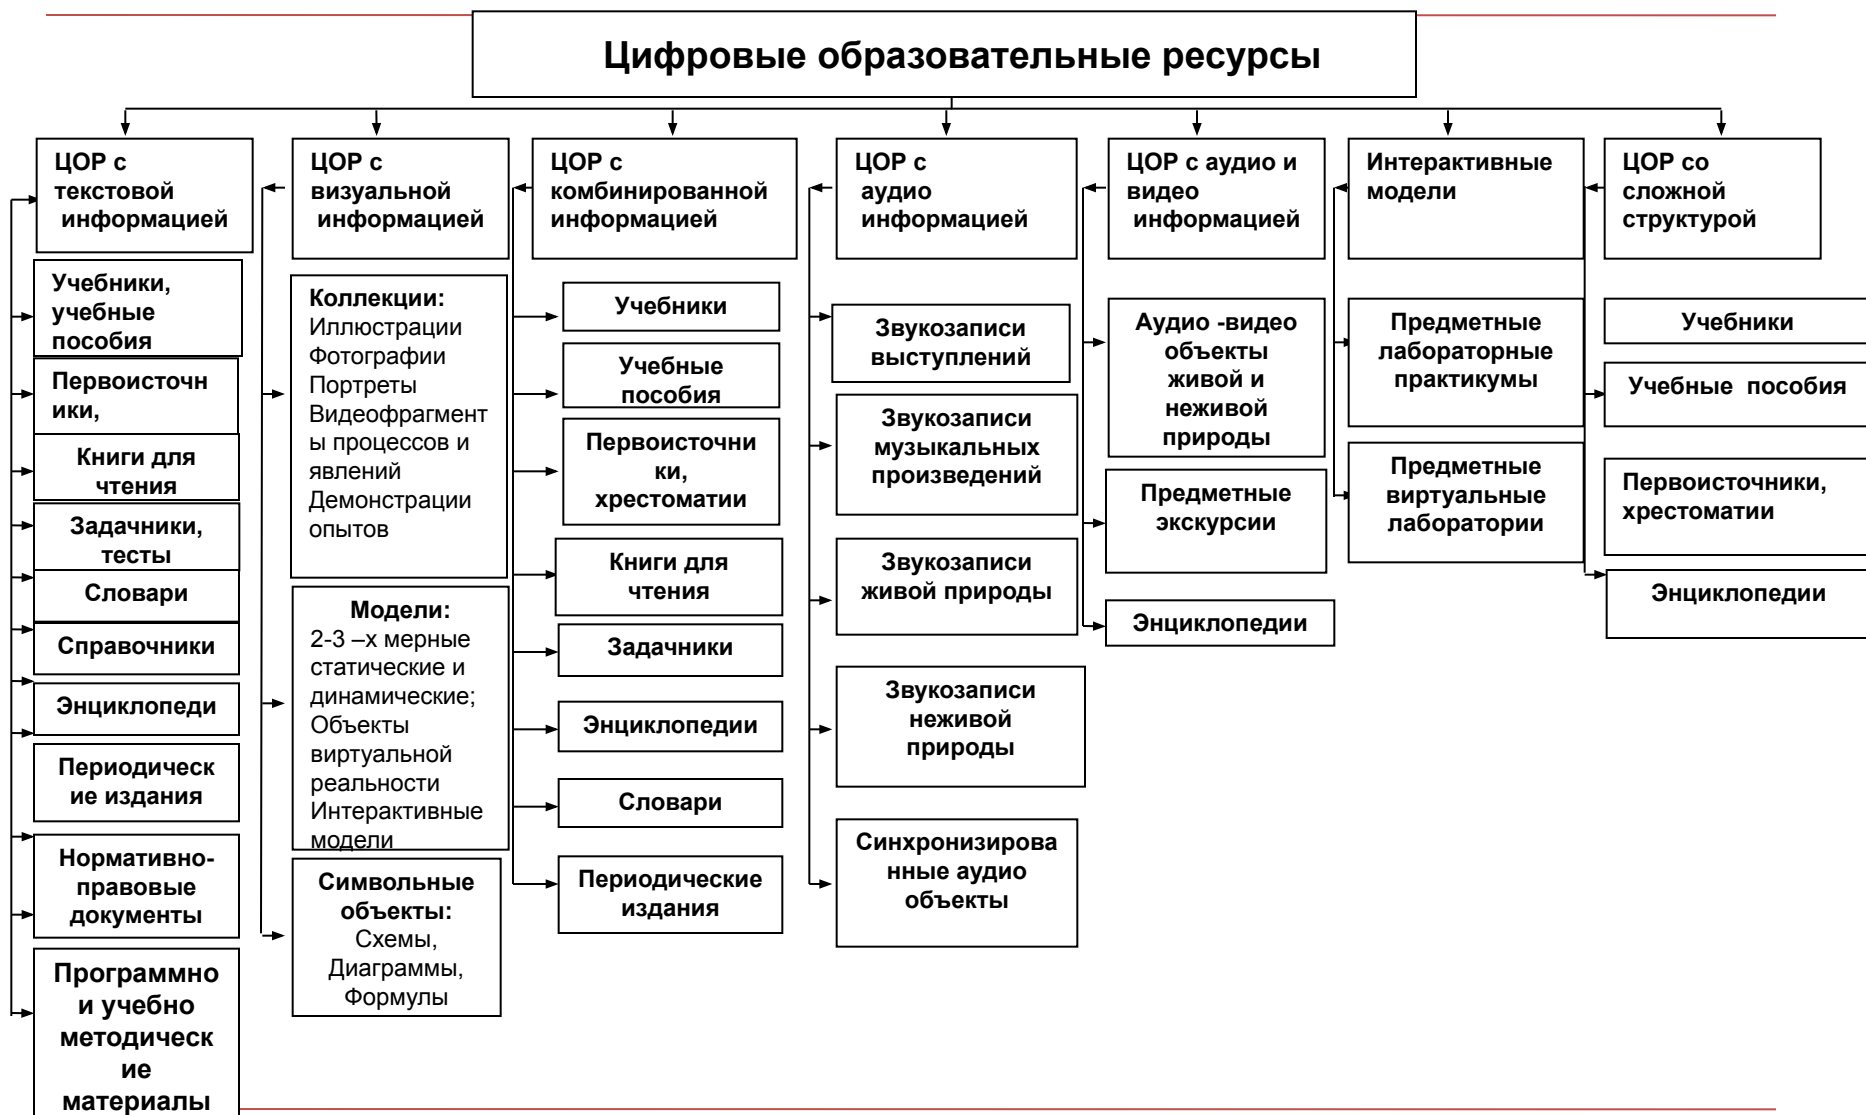 Цифровые образовательные ресурсы
ЦОР с
текстовой
информацией
Учебники,
учебные
пособия
Первоисточн
ики,
Книги для
чтения
Задачники,
тесты
Словари
Справочники
Энциклопеди
Периодическ
ие издания
Нормативно-
правовые
документы
Программно
и учебно
методическ
ие
материалы
ЦОР с
визуальной
информацией
Коллекции:
Иллюстрации
Фотографии
Портреты
Видеофрагмент
ы процессов и
явлений
Демонстрации
опытов
Модели:
2-3 –х мерные
статические и
динамические;
Объекты
виртуальной
реальности
Интерактивные
модели
Символьные
объекты:
Схемы,
Диаграммы,
Формулы
ЦОР с
комбинированной
информацией
Учебники
Учебные
пособия
Первоисточни
ки,
хрестоматии
Книги для
чтения
Задачники
Энциклопедии
Словари
Периодические
издания
ЦОР с
аудио
информацией
Звукозаписи
выступлений
Звукозаписи
музыкальных
произведений
Звукозаписи
живой природы
Звукозаписи
неживой
природы
Синхронизирова
нные аудио
объекты
ЦОР с аудио и
видео
информацией
Аудио -видео
объекты
живой и
неживой
природы
Предметные
экскурсии
Энциклопедии
Интерактивные
модели
Предметные
лабораторные
практикумы
Предметные
виртуальные
лаборатории
ЦОР со
сложной
структурой
Учебники
Учебные пособия
Первоисточники,
хрестоматии
Энциклопедии